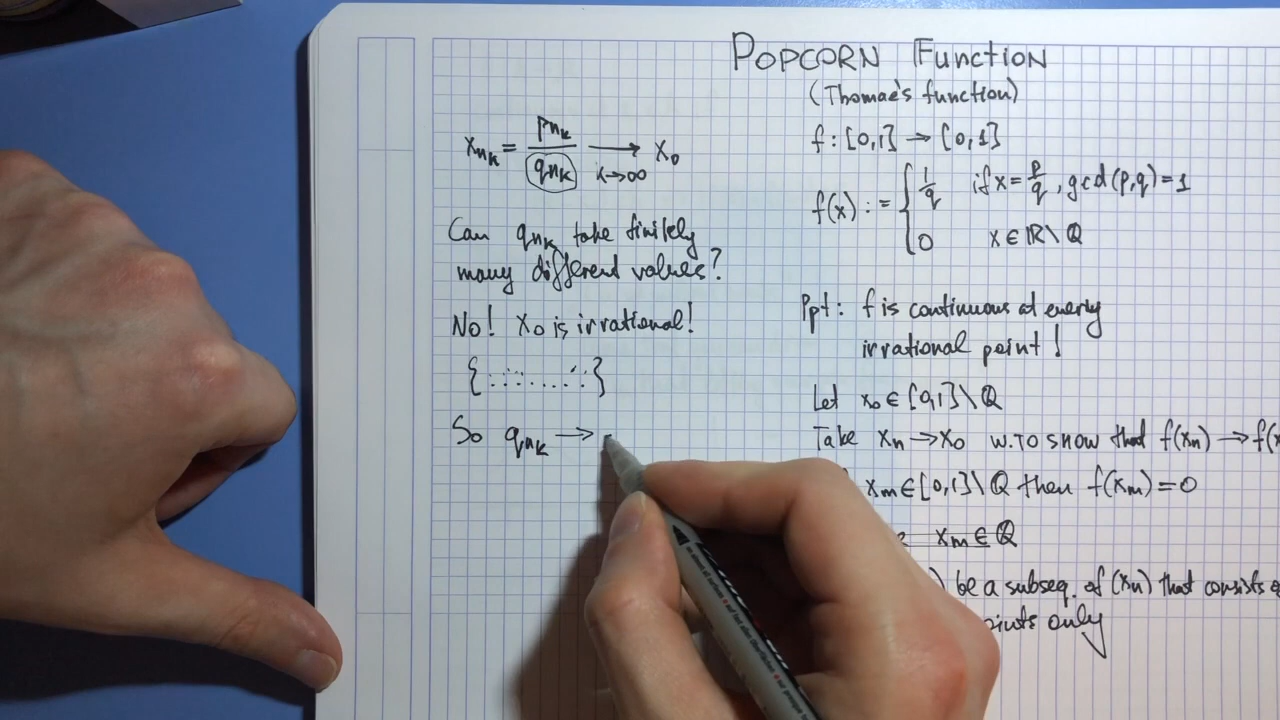 POPCORN Function
(Thomae's function)
f : [0,1] → [0,1]
f(x) := { 1/q if x = p/q , gcd(p,q) = 1
0 x ∈ ℝ \ ℚ
Ppt : f is continuous at every
irrational point !
Let x₀ ∈ [0,1] \ ℚ
Take xₙ → x₀ W.TO SHOW that f(xₙ) → f(x
xₘ ∈ [0,1] \ ℚ then f(xₘ) = 0
xₘ ∈ ℚ
) be a subseq. of (xₙ) that consists
only
x_{n_k} = p_{n_k} / q_{n_k} → x₀
k → ∞
Can q_{n_k} take finitely
many different values?
No! x₀ is irrational!
{ : . : . : . . . . . · : : }
So q_{n_k} →